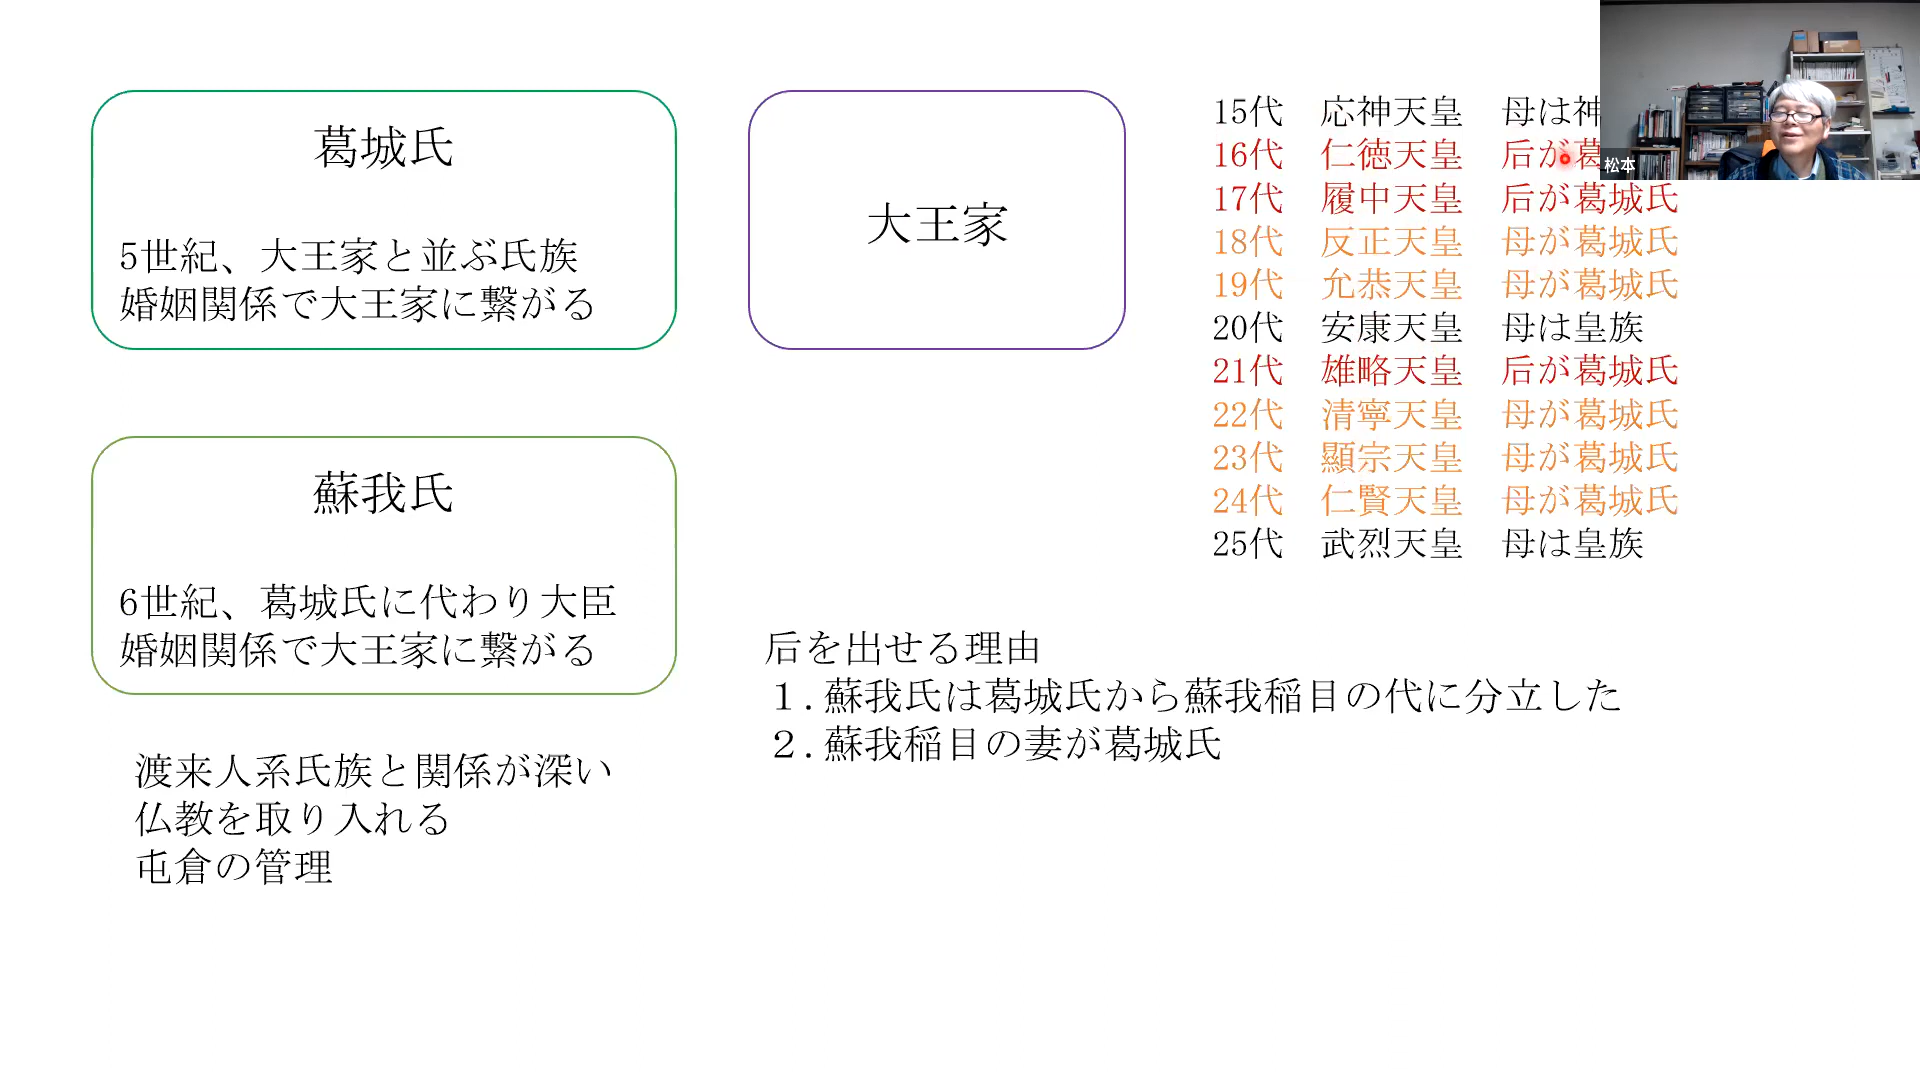 葛城氏
5世紀、大王家と並ぶ氏族
婚姻関係で大王家に繋がる
大王家
15代　応神天皇　母は神
16代　仁徳天皇　后が葛
17代　履中天皇　后が葛城氏
18代　反正天皇　母が葛城氏
19代　允恭天皇　母が葛城氏
20代　安康天皇　母は皇族
21代　雄略天皇　后が葛城氏
22代　清寧天皇　母が葛城氏
23代　顯宗天皇　母が葛城氏
24代　仁賢天皇　母が葛城氏
25代　武烈天皇　母は皇族
松本
蘇我氏
6世紀、葛城氏に代わり大臣
婚姻関係で大王家に繋がる
渡来人系氏族と関係が深い
仏教を取り入れる
屯倉の管理
后を出せる理由
１.蘇我氏は葛城氏から蘇我稲目の代に分立した
２.蘇我稲目の妻が葛城氏